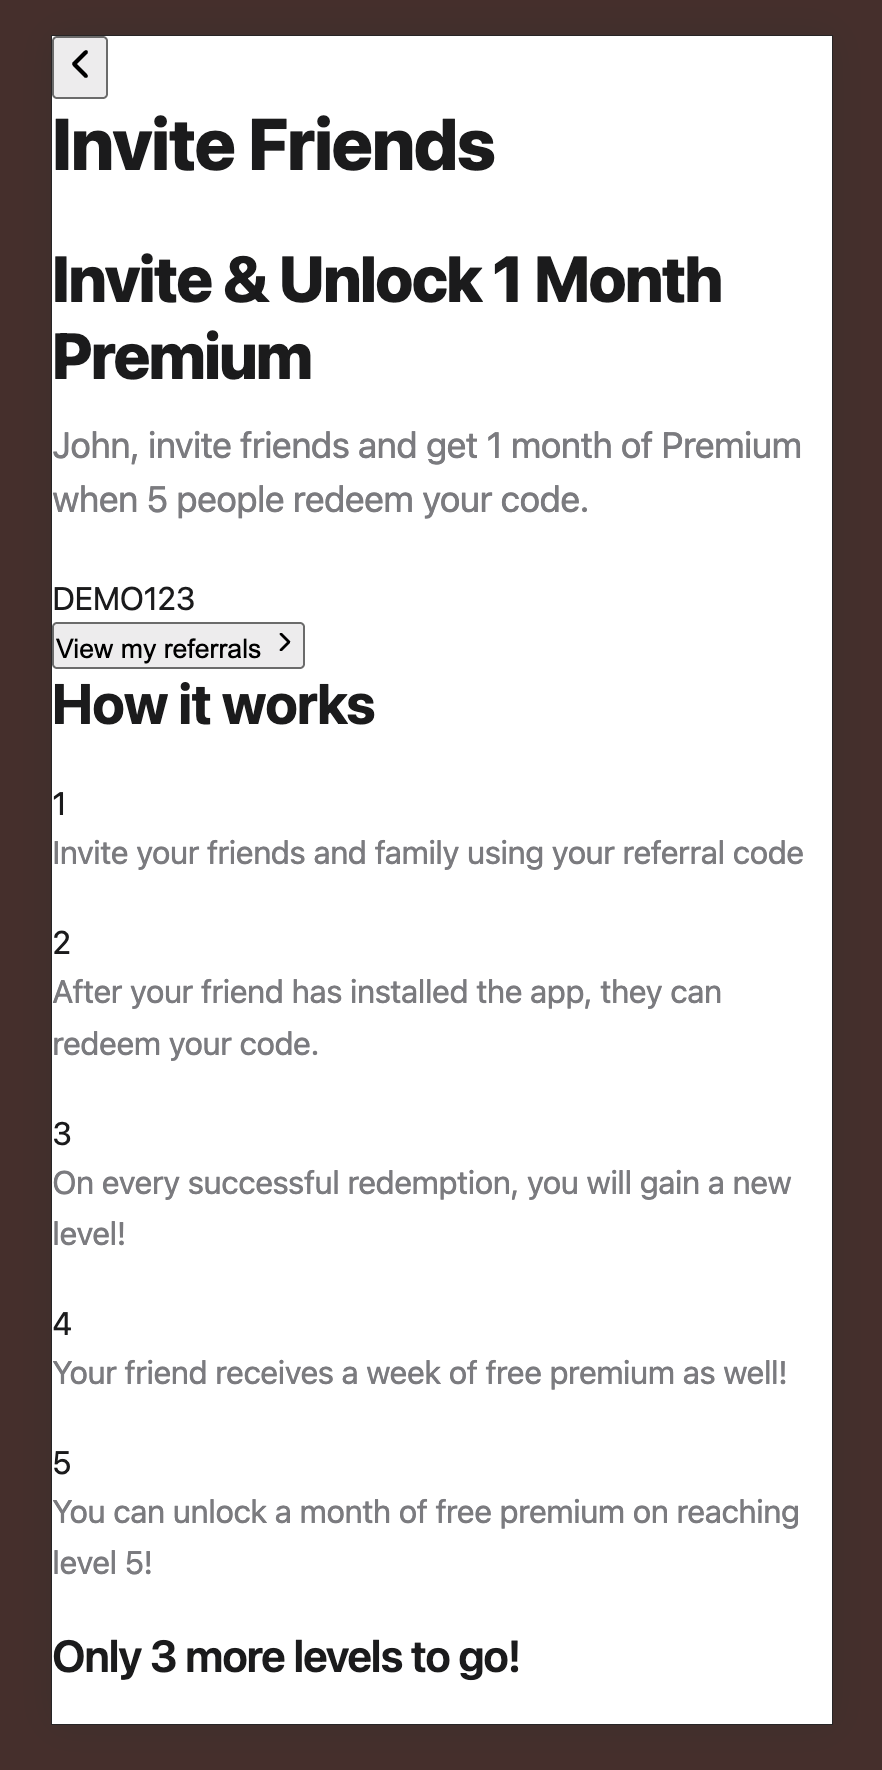 Invite Friends
Invite & Unlock 1 Month
Premium
John, invite friends and get 1 month of Premium
when 5 people redeem your code.
DEMO123
View my referrals
How it works
1
Invite your friends and family using your referral code
2
After your friend has installed the app, they can
redeem your code.
3
On every successful redemption, you will gain a new
level!
4
Your friend receives a week of free premium as well!
5
You can unlock a month of free premium on reaching
level 5!
Only 3 more levels to go!